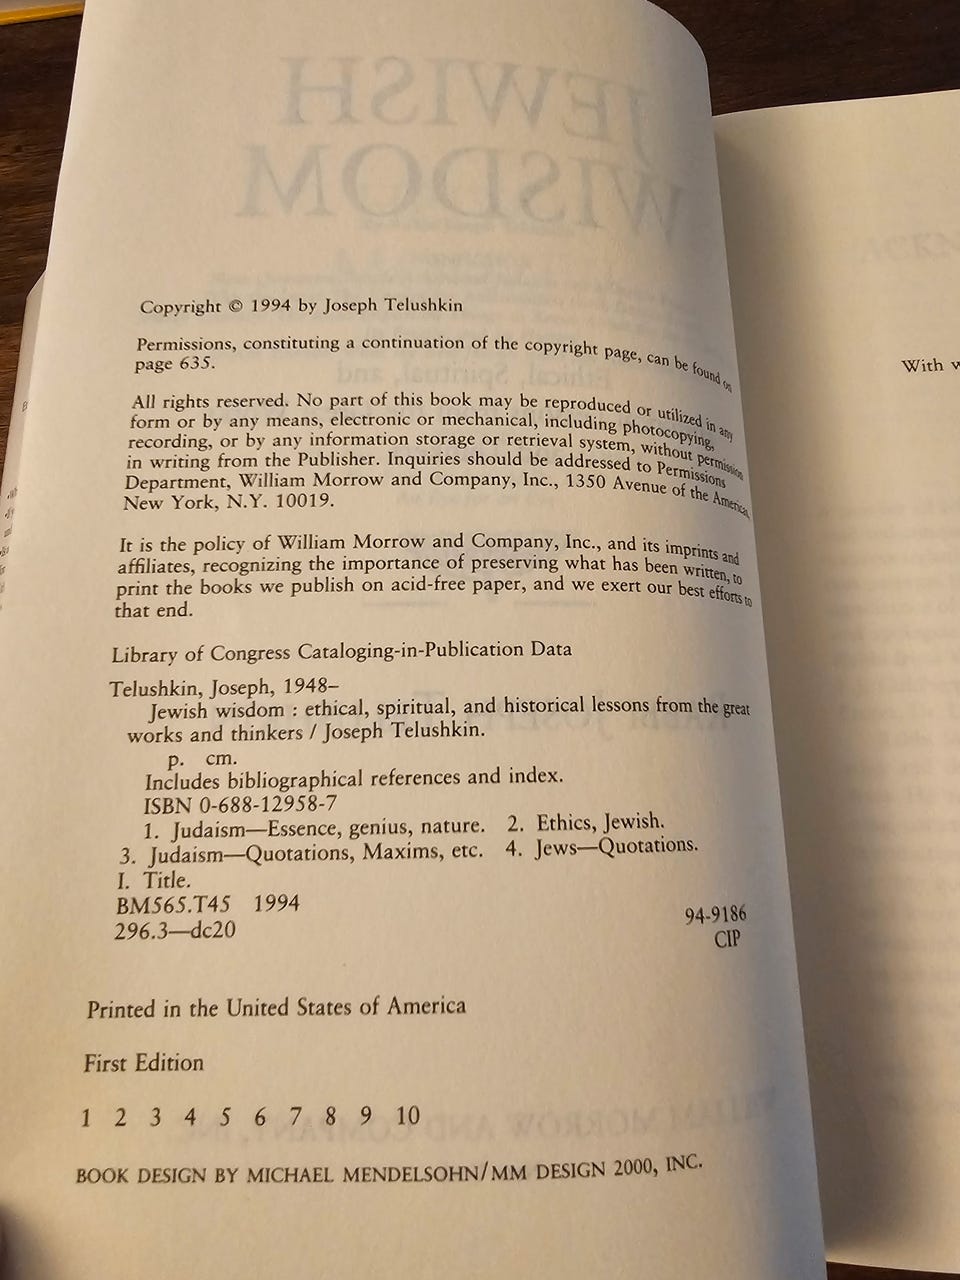 JEWISH
WISDOM
Copyright © 1994 by Joseph Telushkin
Permissions, constituting a continuation of the copyright page, can be found on
page 635.
All rights reserved. No part of this book may be reproduced or utilized in any
form or by any means, electronic or mechanical, including photocopying,
recording, or by any information storage or retrieval system, without permission
in writing from the Publisher. Inquiries should be addressed to Permissions
Department, William Morrow and Company, Inc., 1350 Avenue of the Americas,
New York, N.Y. 10019.
It is the policy of William Morrow and Company, Inc., and its imprints and
affiliates, recognizing the importance of preserving what has been written, to
print the books we publish on acid-free paper, and we exert our best efforts to
that end.
Library of Congress Cataloging-in-Publication Data
Telushkin, Joseph, 1948–
Jewish wisdom : ethical, spiritual, and historical lessons from the great
works and thinkers / Joseph Telushkin.
p. cm.
Includes bibliographical references and index.
ISBN 0-688-12958-7
1. Judaism—Essence, genius, nature. 2. Ethics, Jewish.
3. Judaism—Quotations, Maxims, etc. 4. Jews—Quotations.
I. Title.
BM565.T45 1994
94-9186
296.3—dc20
CIP
Printed in the United States of America
First Edition
1 2 3 4 5 6 7 8 9 10
BOOK DESIGN BY MICHAEL MENDELSOHN/MM DESIGN 2000, INC.
With